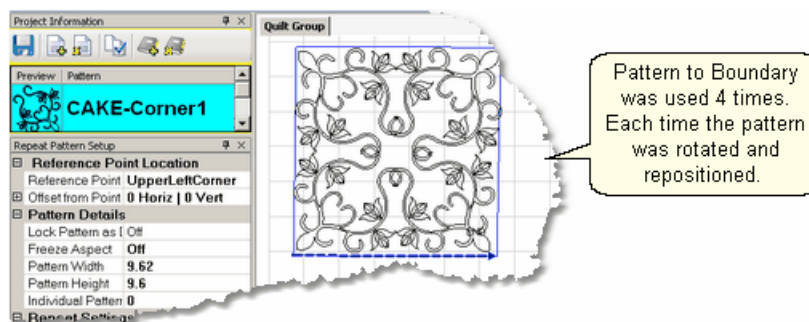 Project Information
Quilt Group
Preview Pattern
CAKE-Corner1
Repeat Pattern Setup
Reference Point Location
Reference Point UpperLeftCorner
Offset from Point 0 Horiz | 0 Vert
Pattern Details
Lock Pattern as Off
Freeze Aspect Off
Pattern Width 9.62
Pattern Height 9.6
Individual Pattern 0
Repeat Settings
Pattern to Boundary
was used 4 times.
Each time the pattern
was rotated and
repositioned.